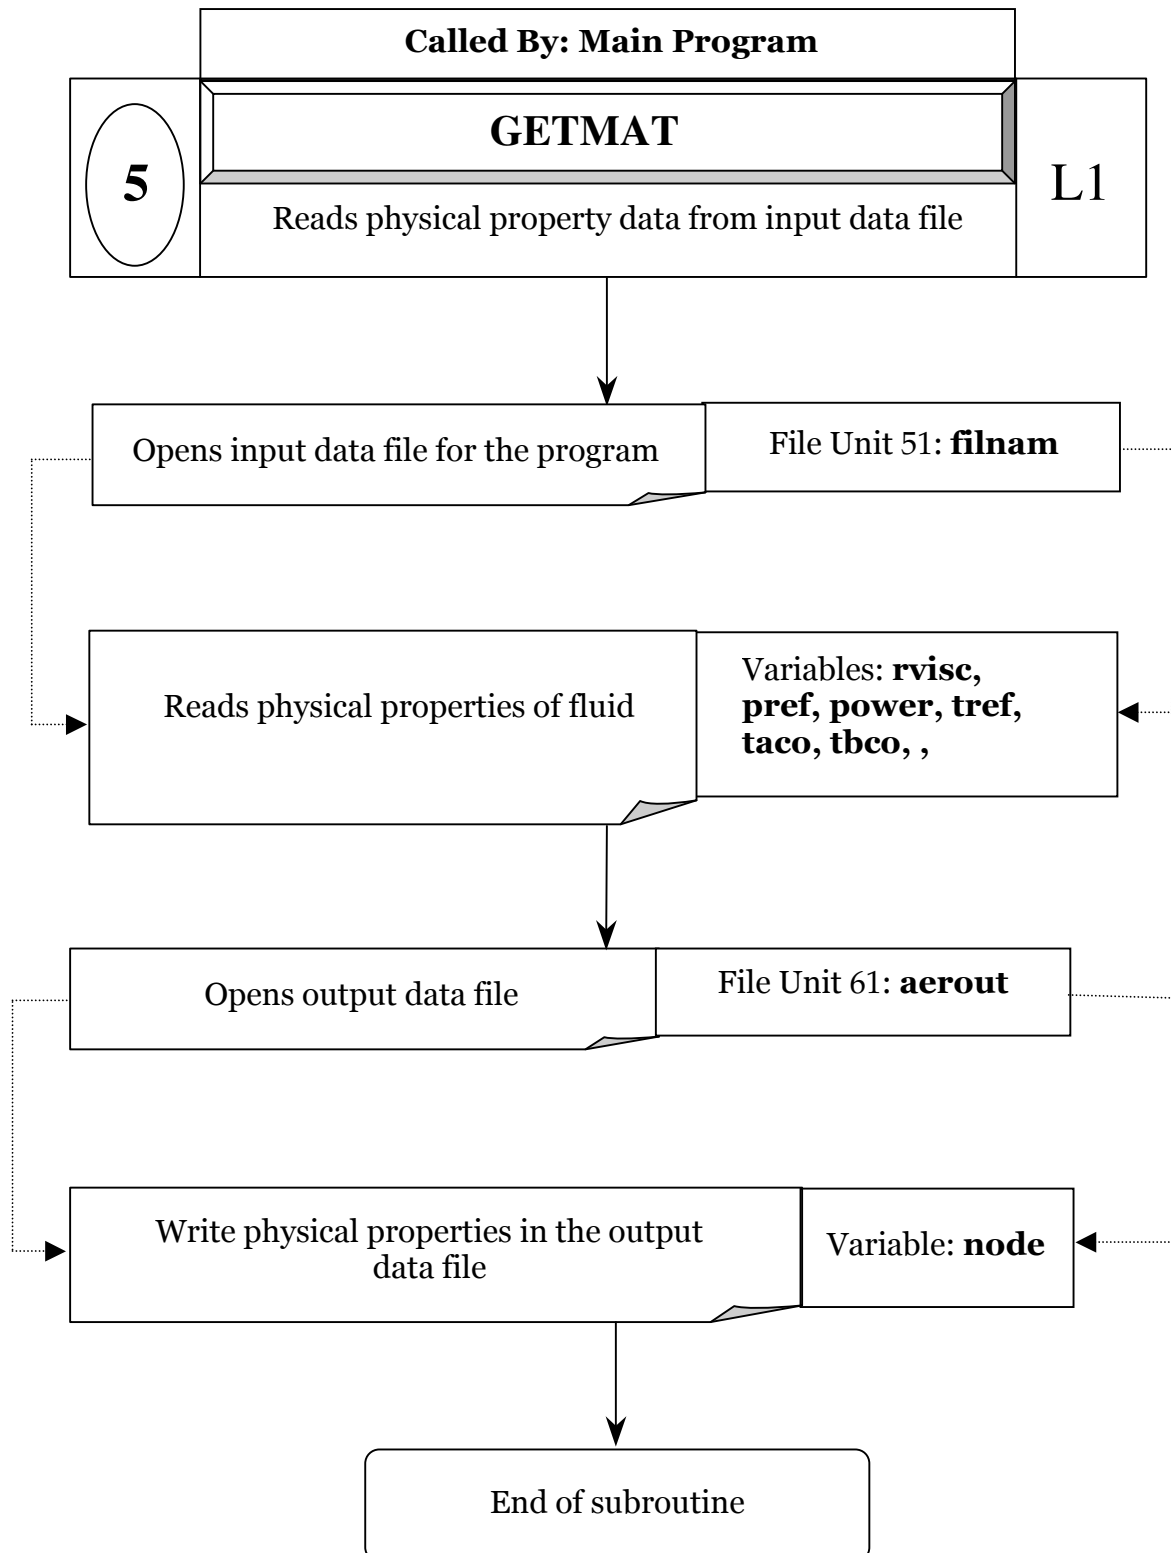 Called By: Main Program
5
GETMAT
L1
Reads physical property data from input data file
Opens input data file for the program
File Unit 51: filnam
Reads physical properties of fluid
Variables: rvisc,
pref, power, tref,
taco, tbco, ,
Opens output data file
File Unit 61: aerout
Write physical properties in the output
data file
Variable: node
End of subroutine